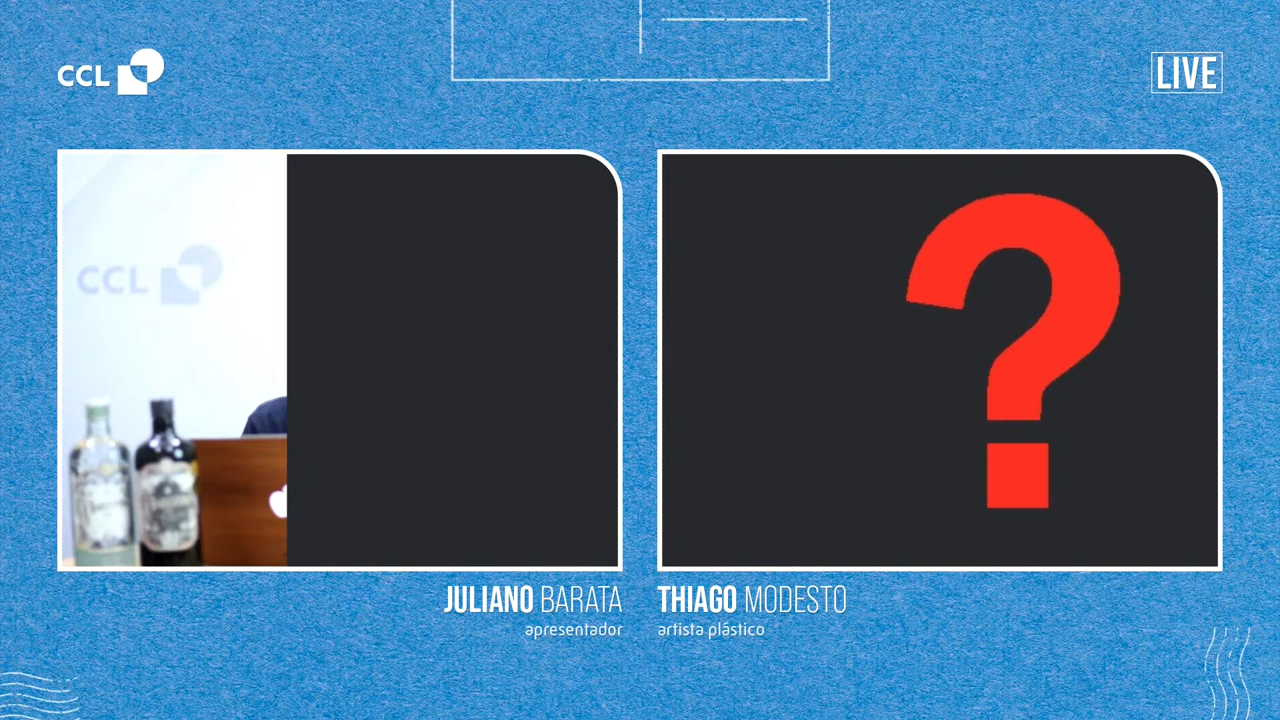 CCL
LIVE
CCL
?
JULIANO BARATA
apresentador
THIAGO MODESTO
artista plástico